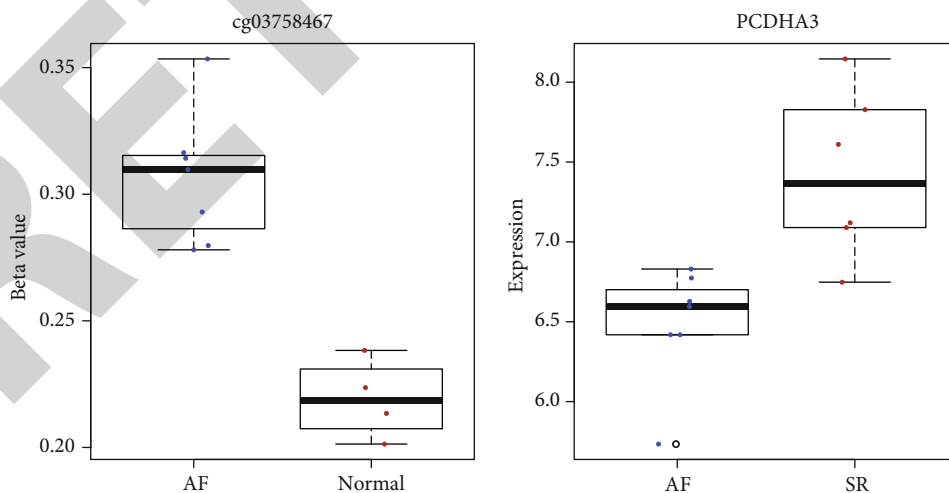 cg03758467
Beta value
0.35
0.30
0.25
0.20
AF
Normal
PCDHA3
Expression
8.0
7.5
7.0
6.5
6.0
AF
SR